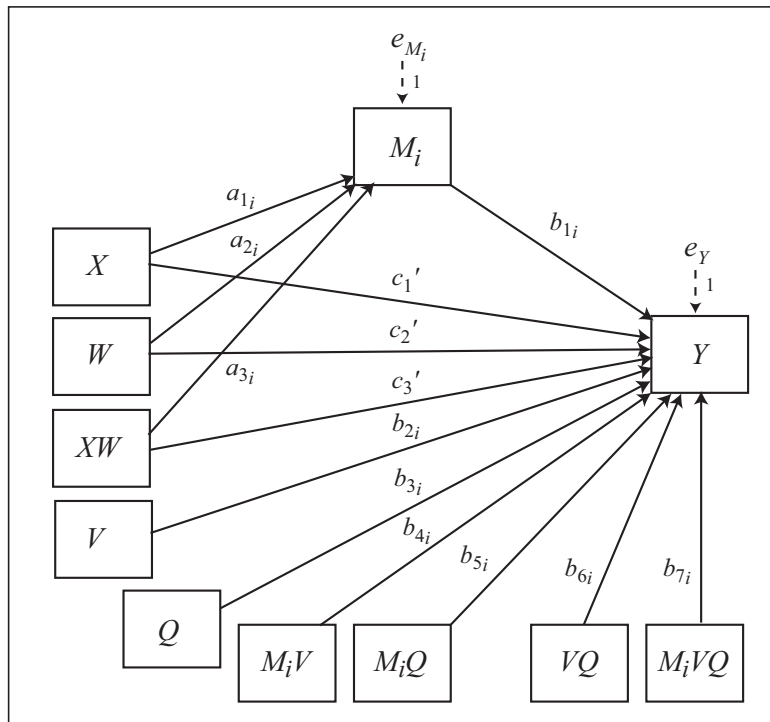 e_{M_i}
1
M_i
a_{1_i}
a_{2_i}
b_{1_i}
X
e_Y
1
c_1′
W
c_2′
Y
a_{3_i}
c_3′
XW
b_{2_i}
V
b_{3_i}
b_{4_i}
b_{5_i}
b_{6_i}
b_{7_i}
Q
M_iV
M_iQ
VQ
M_iVQ